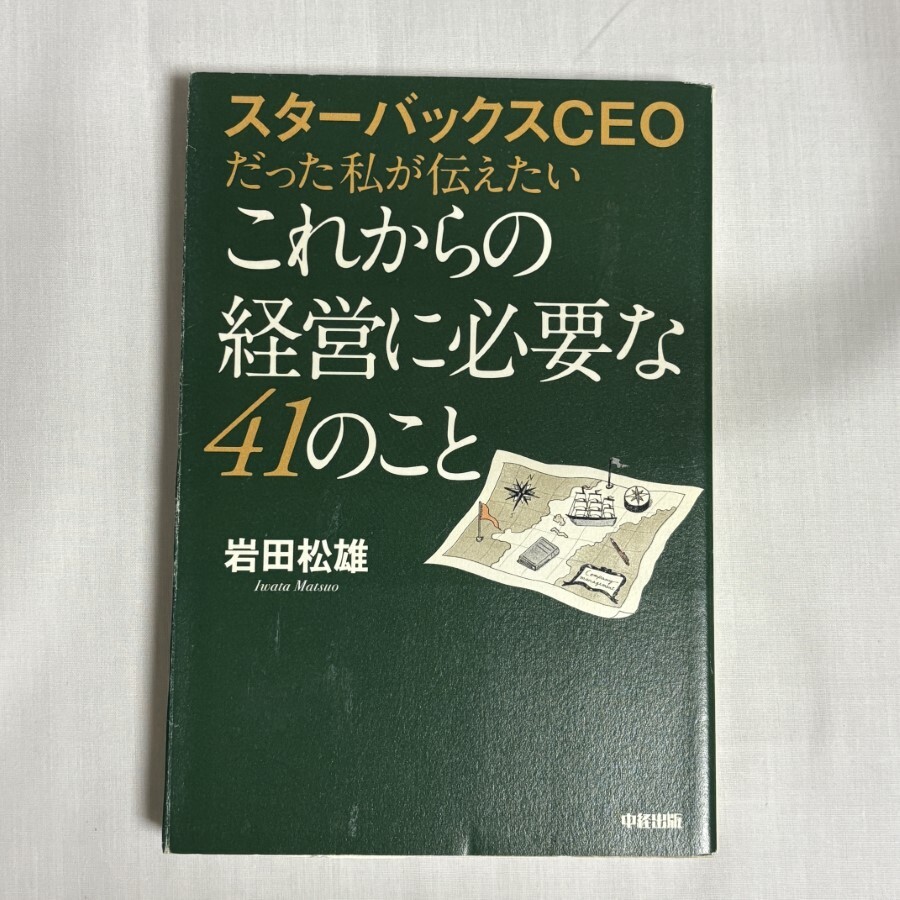 スターバックスCEO
だった私が伝えたい
これからの
経営に必要な
41のこと
岩田松雄
Iwata Matsuo
Company management
中経出版